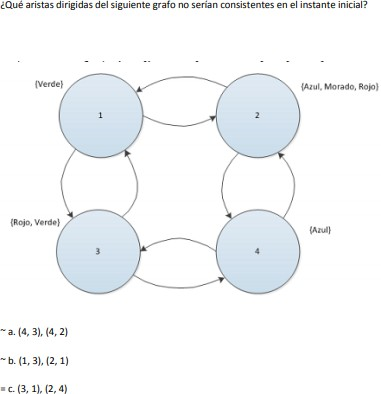 ¿Qué aristas dirigidas del siguiente grafo no serían consistentes en el instante inicial?
{Verde}
{Azul, Morado, Rojo}
1
2
{Rojo, Verde}
{Azul}
3
4
~ a. (4, 3), (4, 2)
~ b. (1, 3), (2, 1)
= c. (3, 1), (2, 4)